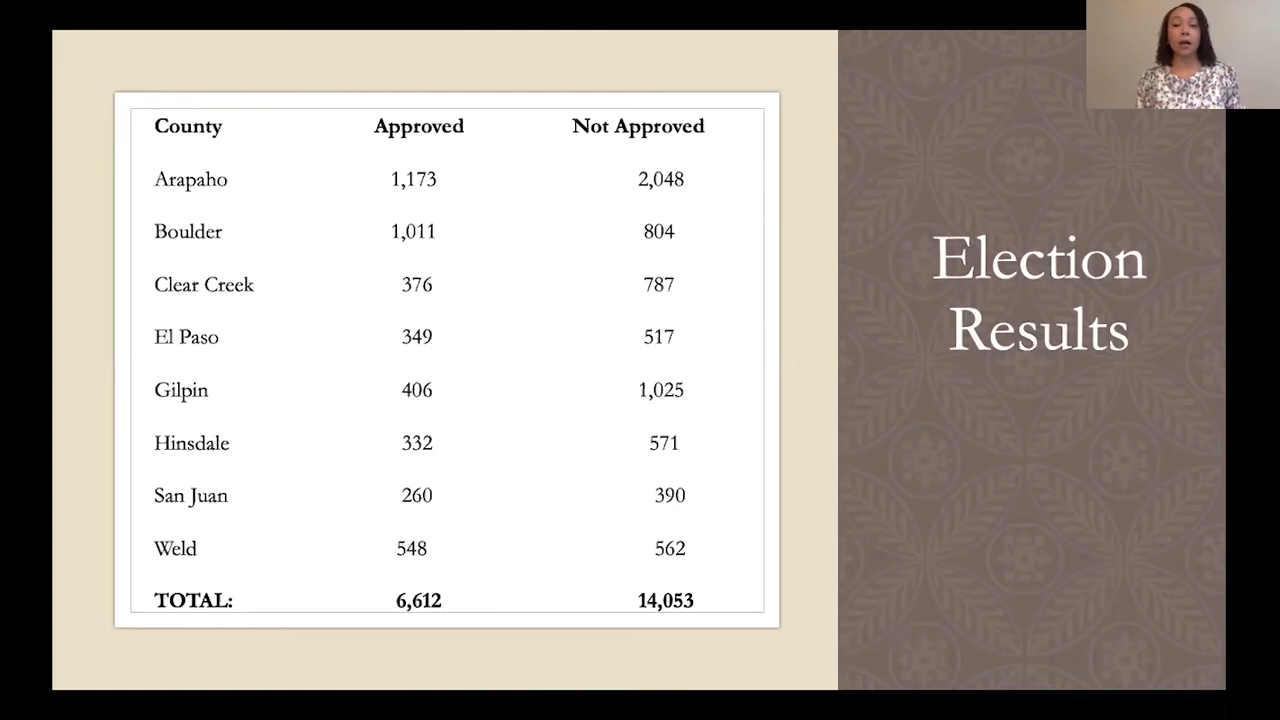 County Approved Not Approved
Arapaho 1,173 2,048
Boulder 1,011 804
Clear Creek 376 787
El Paso 349 517
Gilpin 406 1,025
Hinsdale 332 571
San Juan 260 390
Weld 548 562
TOTAL: 6,612 14,053
Election
Results